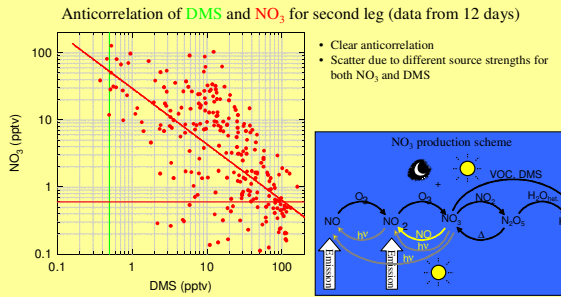 Anticorrelation of DMS and NO3 for second leg (data from 12 days)
• Clear anticorrelation
• Scatter due to different source strengths for
both NO3 and DMS
NO3 (pptv)
100
10
1
0.1
0.1
1
10
100
DMS (pptv)
NO3 production scheme
+
VOC, DMS
O3
O3
NO2
H2Ohet.
NO
NO2
NO3
N2O5
hν
NO
hν
hν
Δ
Emission
Emission